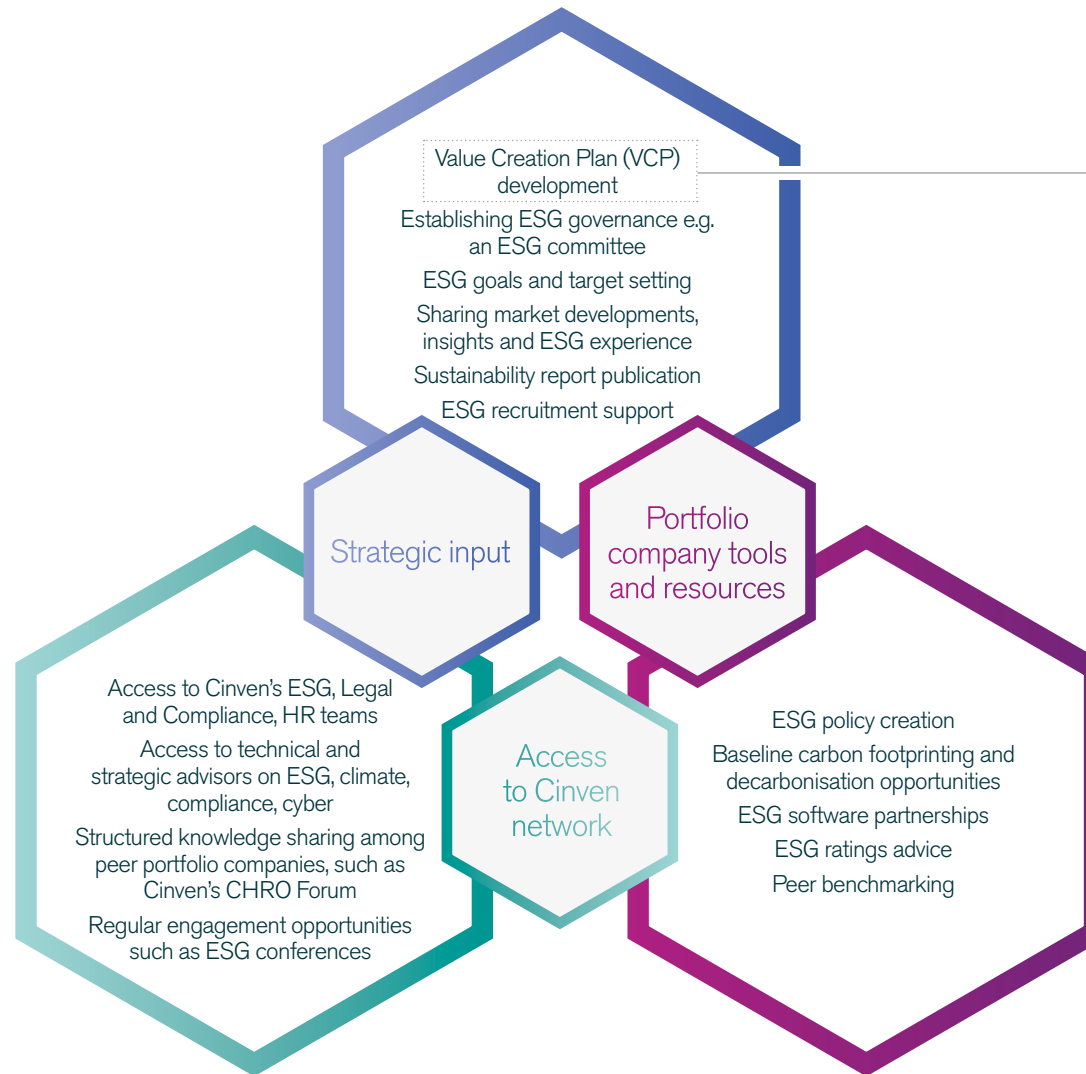 Value Creation Plan (VCP)
development
Establishing ESG governance e.g.
an ESG committee
ESG goals and target setting
Sharing market developments,
insights and ESG experience
Sustainability report publication
ESG recruitment support
Strategic input
Portfolio
company tools
and resources
Access to Cinven's ESG, Legal
and Compliance, HR teams
Access to technical and
strategic advisors on ESG, climate,
compliance, cyber
Structured knowledge sharing among
peer portfolio companies, such as
Cinven's CHRO Forum
Regular engagement opportunities
such as ESG conferences
Access
to Cinven
network
ESG policy creation
Baseline carbon footprinting and
decarbonisation opportunities
ESG software partnerships
ESG ratings advice
Peer benchmarking